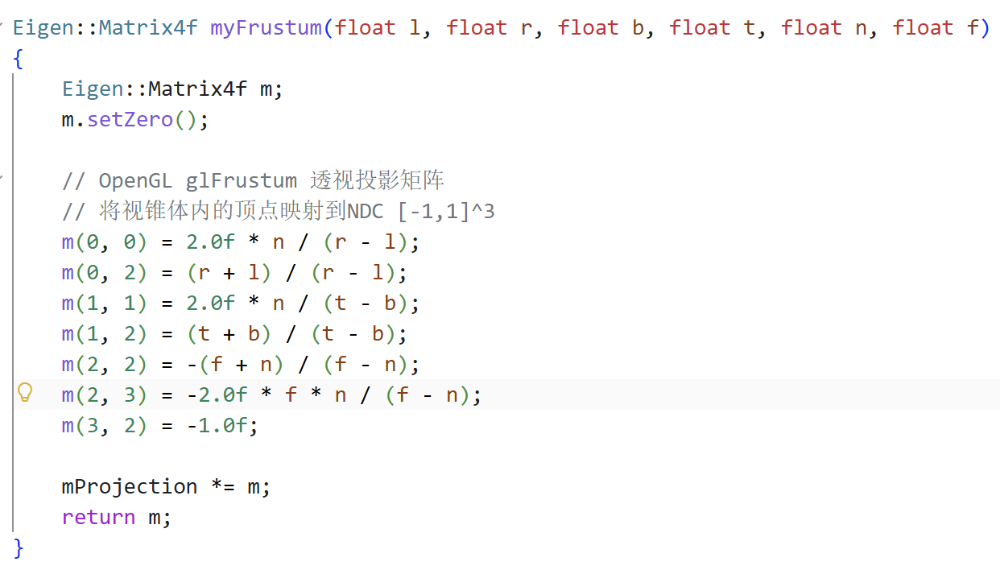 Eigen::Matrix4f myFrustum(float l, float r, float b, float t, float n, float f)
{
    Eigen::Matrix4f m;
    m.setZero();
    // OpenGL glFrustum 透视投影矩阵
    // 将视锥体内的顶点映射到NDC [-1,1]^3
    m(0, 0) = 2.0f * n / (r - l);
    m(0, 2) = (r + l) / (r - l);
    m(1, 1) = 2.0f * n / (t - b);
    m(1, 2) = (t + b) / (t - b);
    m(2, 2) = -(f + n) / (f - n);
    m(2, 3) = -2.0f * f * n / (f - n);
    m(3, 2) = -1.0f;
    mProjection *= m;
    return m;
}